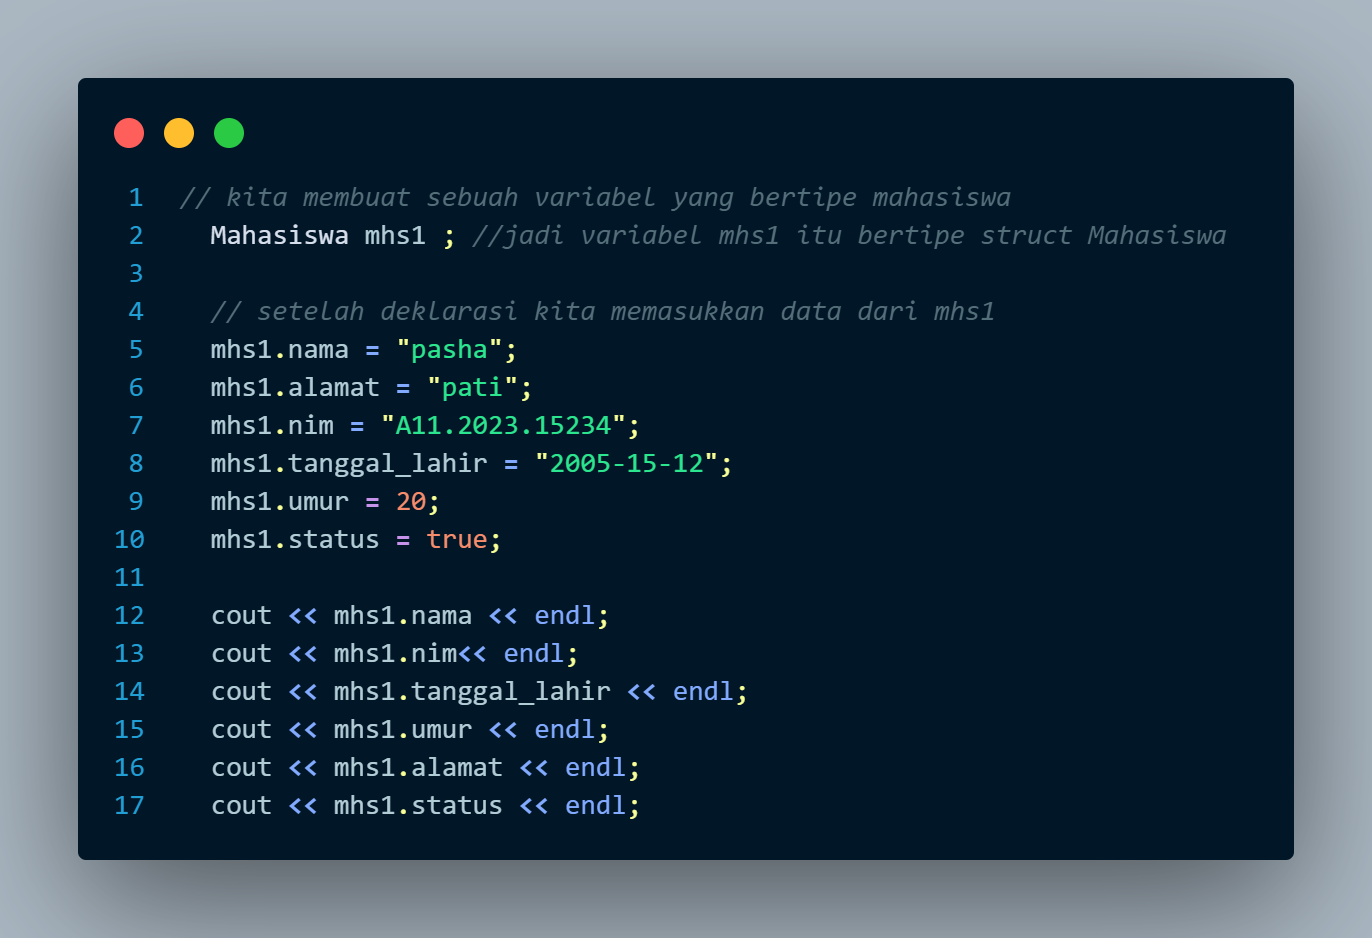 1 // kita membuat sebuah variabel yang bertipe mahasiswa
2 Mahasiswa mhs1 ; //jadi variabel mhs1 itu bertipe struct Mahasiswa
3
4 // setelah deklarasi kita memasukkan data dari mhs1
5 mhs1.nama = "pasha";
6 mhs1.alamat = "pati";
7 mhs1.nim = "A11.2023.15234";
8 mhs1.tanggal_lahir = "2005-15-12";
9 mhs1.umur = 20;
10 mhs1.status = true;
11
12 cout << mhs1.nama << endl;
13 cout << mhs1.nim<< endl;
14 cout << mhs1.tanggal_lahir << endl;
15 cout << mhs1.umur << endl;
16 cout << mhs1.alamat << endl;
17 cout << mhs1.status << endl;